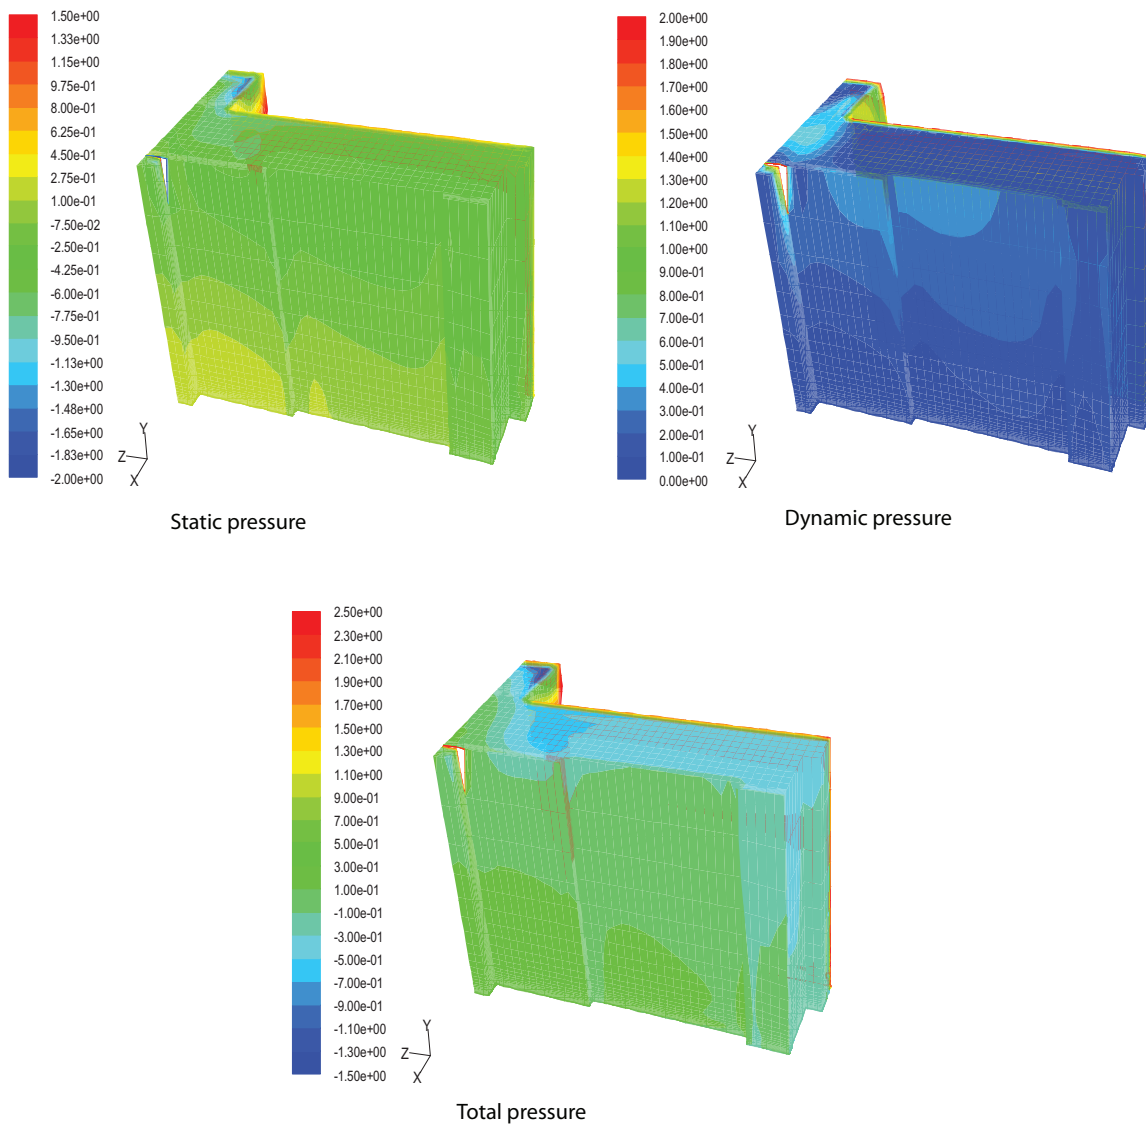 1.50e+00
1.33e+00
1.15e+00
9.75e-01
8.00e-01
6.25e-01
4.50e-01
2.75e-01
1.00e-01
-7.50e-02
-2.50e-01
-4.25e-01
-6.00e-01
-7.75e-01
-9.50e-01
-1.13e+00
-1.30e+00
-1.48e+00
-1.65e+00
-1.83e+00
-2.00e+00
Y
Z
X
Static pressure
2.00e+00
1.90e+00
1.80e+00
1.70e+00
1.60e+00
1.50e+00
1.40e+00
1.30e+00
1.20e+00
1.10e+00
1.00e+00
9.00e-01
8.00e-01
7.00e-01
6.00e-01
5.00e-01
4.00e-01
3.00e-01
2.00e-01
1.00e-01
0.00e+00
Y
Z
X
Dynamic pressure
2.50e+00
2.30e+00
2.10e+00
1.90e+00
1.70e+00
1.50e+00
1.30e+00
1.10e+00
9.00e-01
7.00e-01
5.00e-01
3.00e-01
1.00e-01
-1.00e-01
-3.00e-01
-5.00e-01
-7.00e-01
-9.00e-01
-1.10e+00
-1.30e+00
-1.50e+00
Y
Z
X
Total pressure